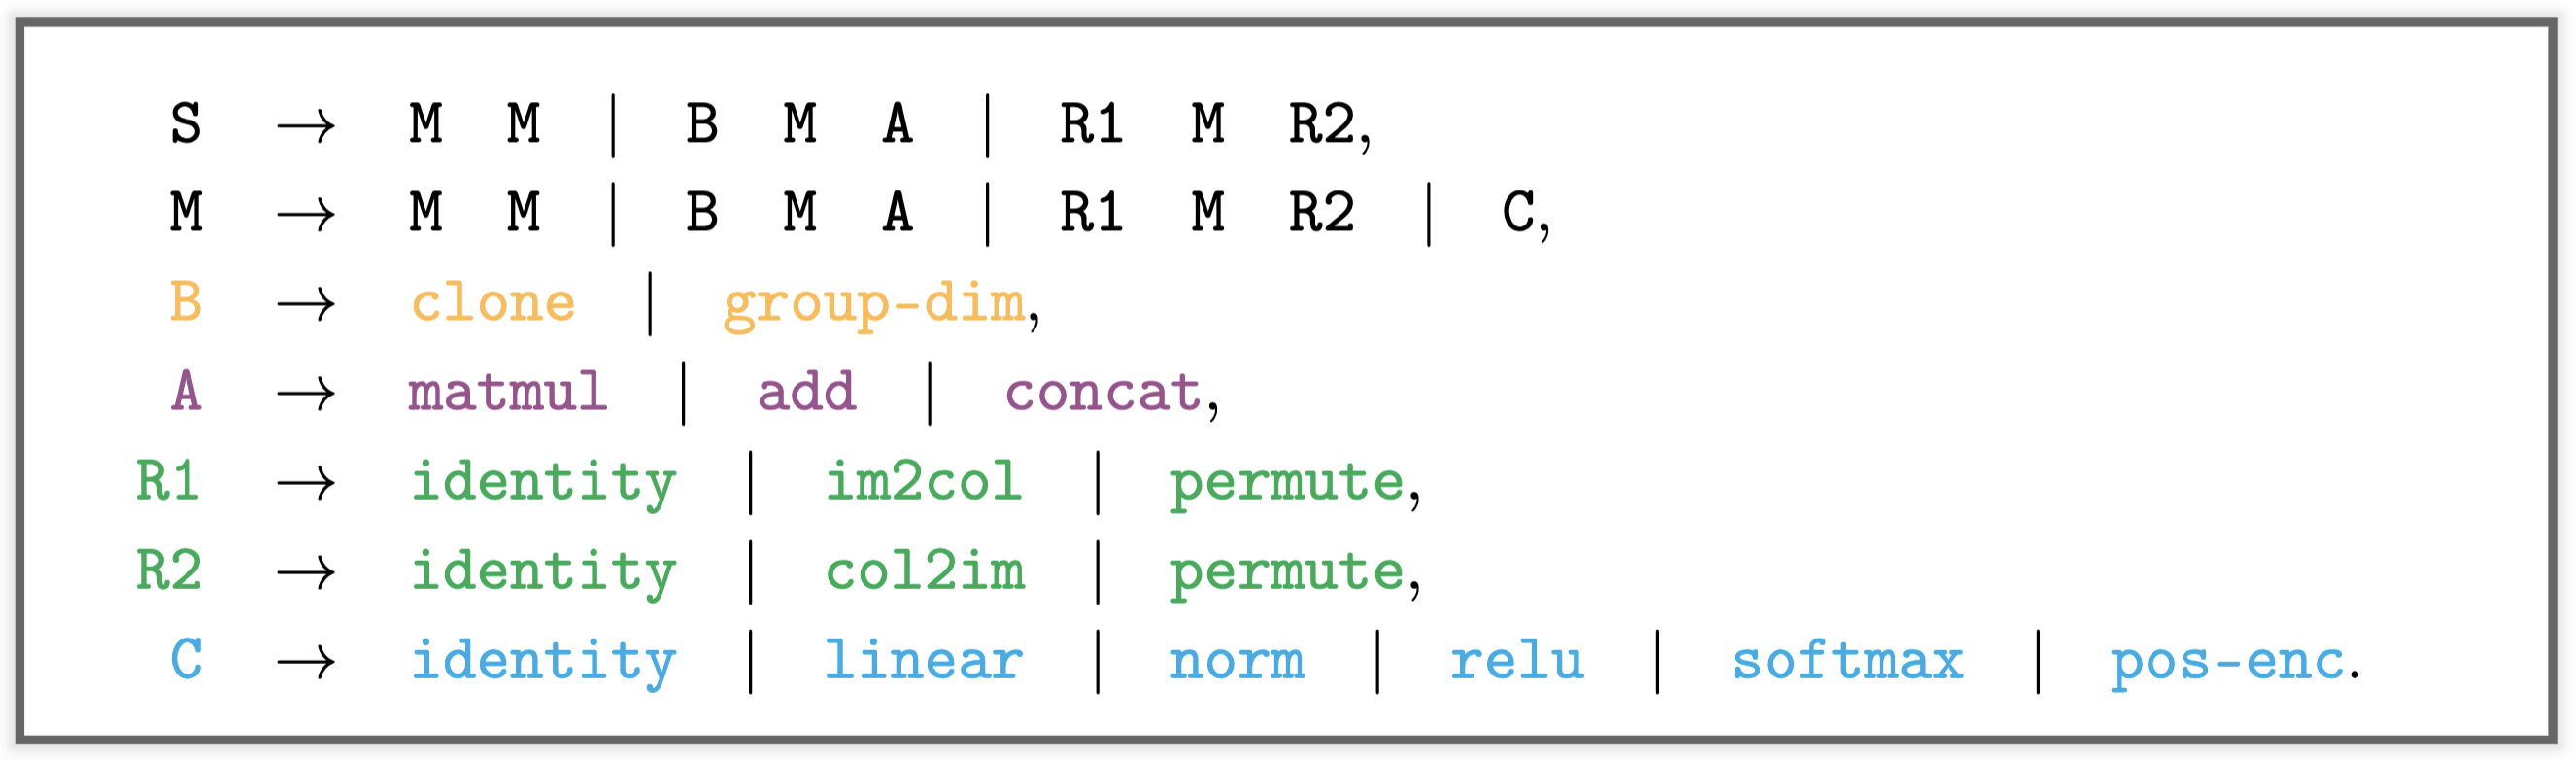 S → M M | B M A | R1 M R2,
M → M M | B M A | R1 M R2 | C,
B → clone | group-dim,
A → matmul | add | concat,
R1 → identity | im2col | permute,
R2 → identity | col2im | permute,
C → identity | linear | norm | relu | softmax | pos-enc.